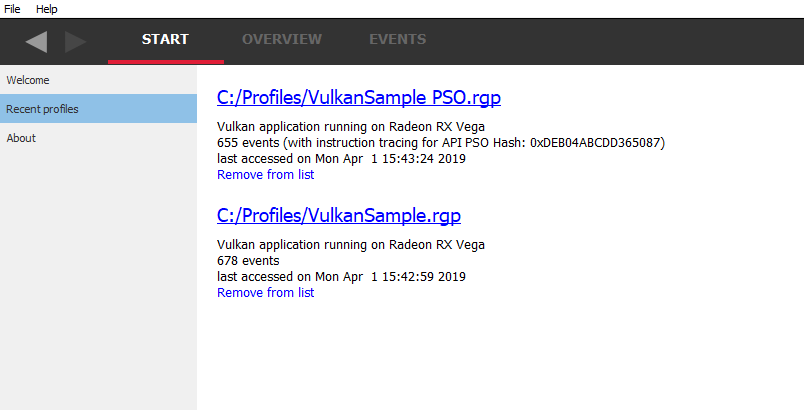 File Help
START OVERVIEW EVENTS
Welcome
Recent profiles
About
C:/Profiles/VulkanSample PSO.rgp
Vulkan application running on Radeon RX Vega
655 events (with instruction tracing for API PSO Hash: 0xDEB04ABCDD365087)
last accessed on Mon Apr  1 15:43:24 2019
Remove from list
C:/Profiles/VulkanSample.rgp
Vulkan application running on Radeon RX Vega
678 events
last accessed on Mon Apr  1 15:42:59 2019
Remove from list